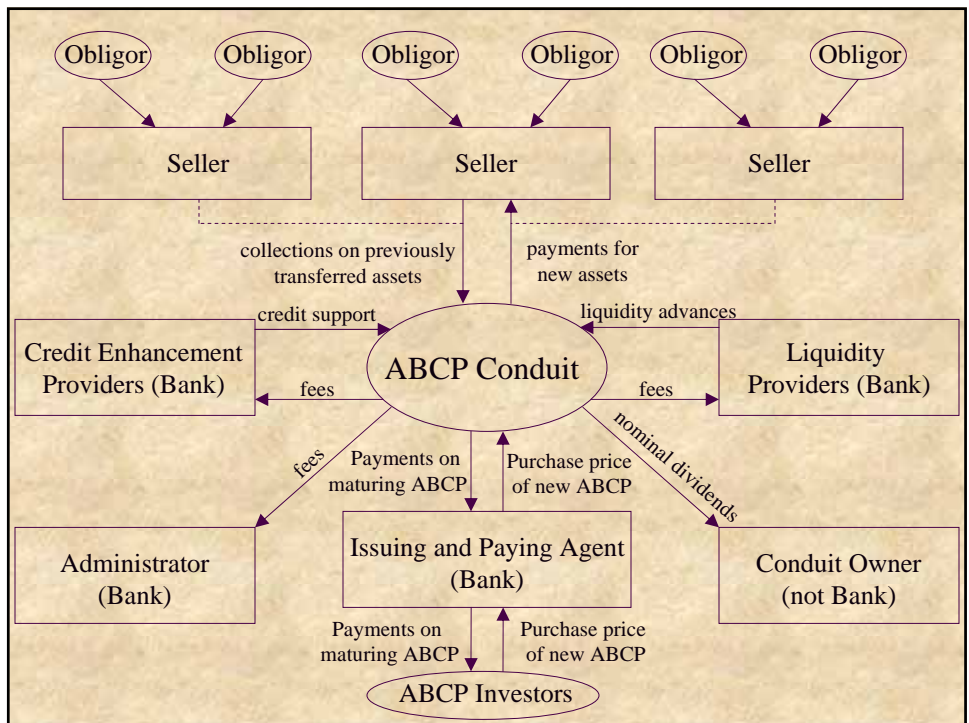 Obligor Obligor Obligor Obligor Obligor Obligor
Seller Seller Seller
collections on previously
transferred assets
payments for
new assets
credit support
liquidity advances
Credit Enhancement
Providers (Bank)
ABCP Conduit
Liquidity
Providers (Bank)
fees
fees
fees
Payments on
maturing ABCP
Purchase price
of new ABCP
nominal dividends
Administrator
(Bank)
Issuing and Paying Agent
(Bank)
Conduit Owner
(not Bank)
Payments on
maturing ABCP
Purchase price
of new ABCP
ABCP Investors